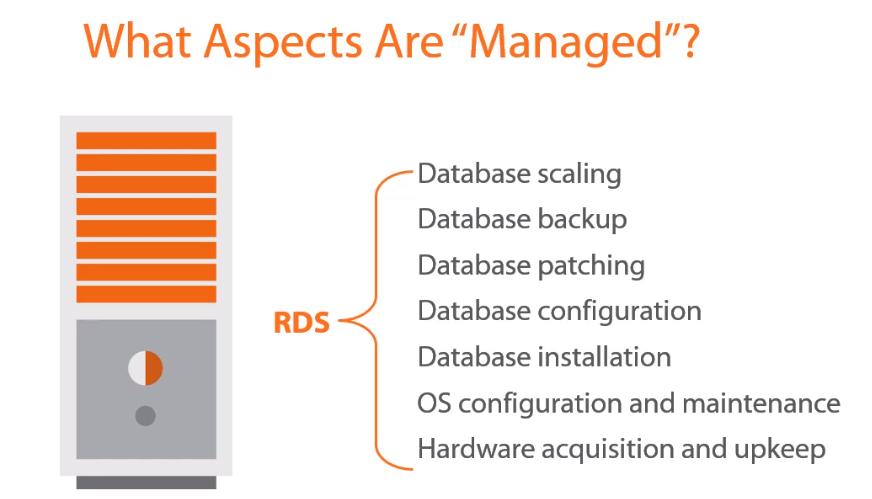 What Aspects Are “Managed”?
RDS
Database scaling
Database backup
Database patching
Database configuration
Database installation
OS configuration and maintenance
Hardware acquisition and upkeep